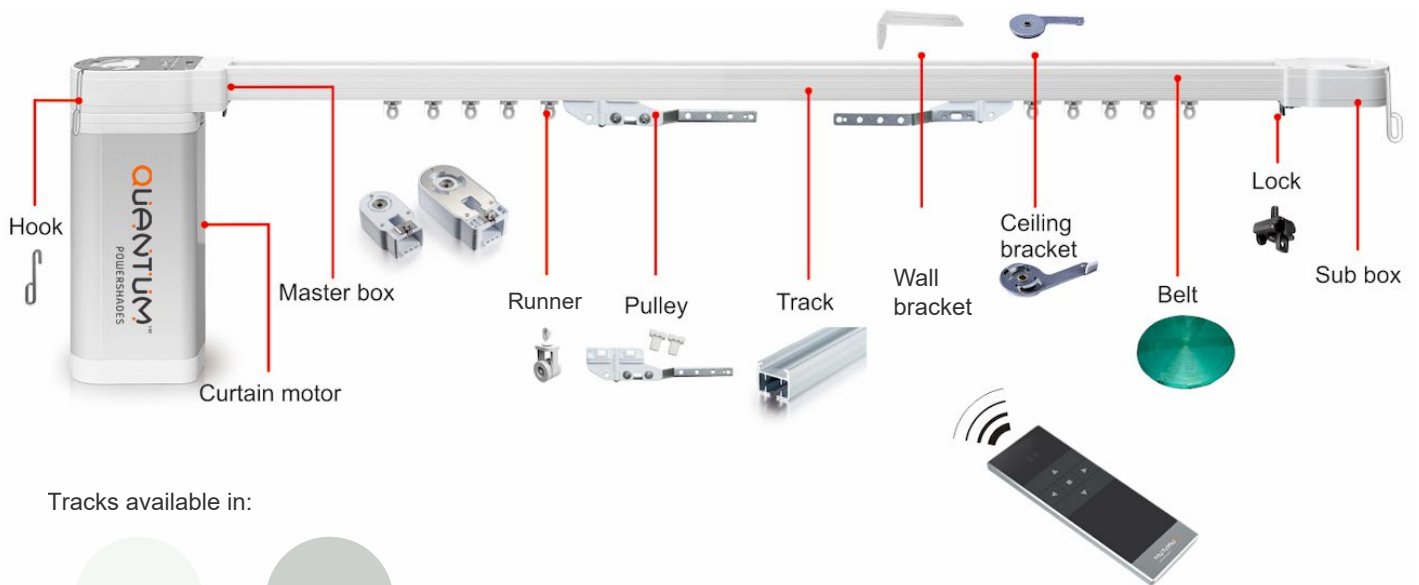 Hook
QUANTUM™
POWERSHADES
Master box
Curtain motor
Runner
Pulley
Track
Wall
bracket
Ceiling
bracket
Belt
Lock
Sub box
Tracks available in: